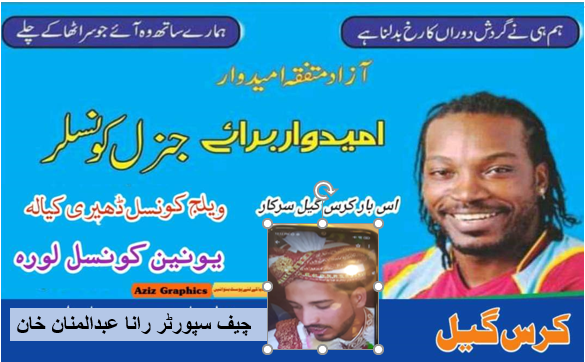 ہم ہی نے گردش دوراں کا رخ بدلنا ہے
ہمارے ساتھ وہ آئے جو سر اٹھا کے چلے
آزاد متفقہ امیدوار
امیدوار برائے جنرل کونسلر
ویلج کونسل ڈھیری کیالہ
اس بار کرس گیل سرکار
یونین کونسل لورہ
Aziz Graphics
چیف سپورٹر رانا عبدالمنان خان
کرس گیل